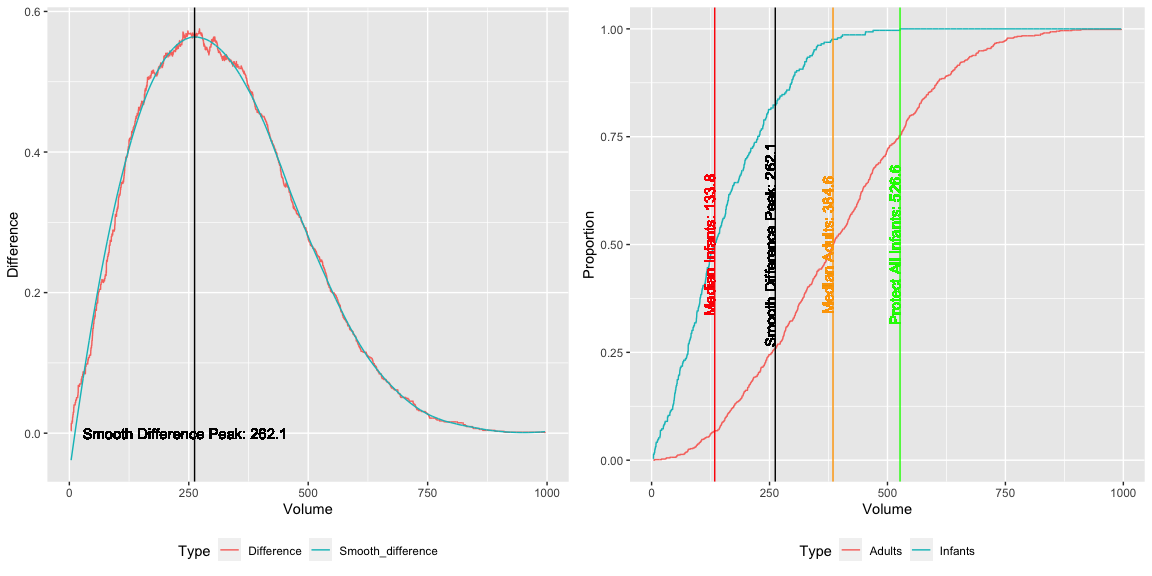 0.6
0.4
0.2
0.0
Difference
Smooth Difference Peak: 262.1
0 250 500 750 1000
Volume
Type Difference Smooth_difference
1.00
0.75
0.50
0.25
0.00
Proportion
Median Infants: 133.8
Smooth Difference Peak: 262.1
Median Adults: 384.6
Protect All Infants: 526.6
0 250 500 750 1000
Volume
Type Adults Infants